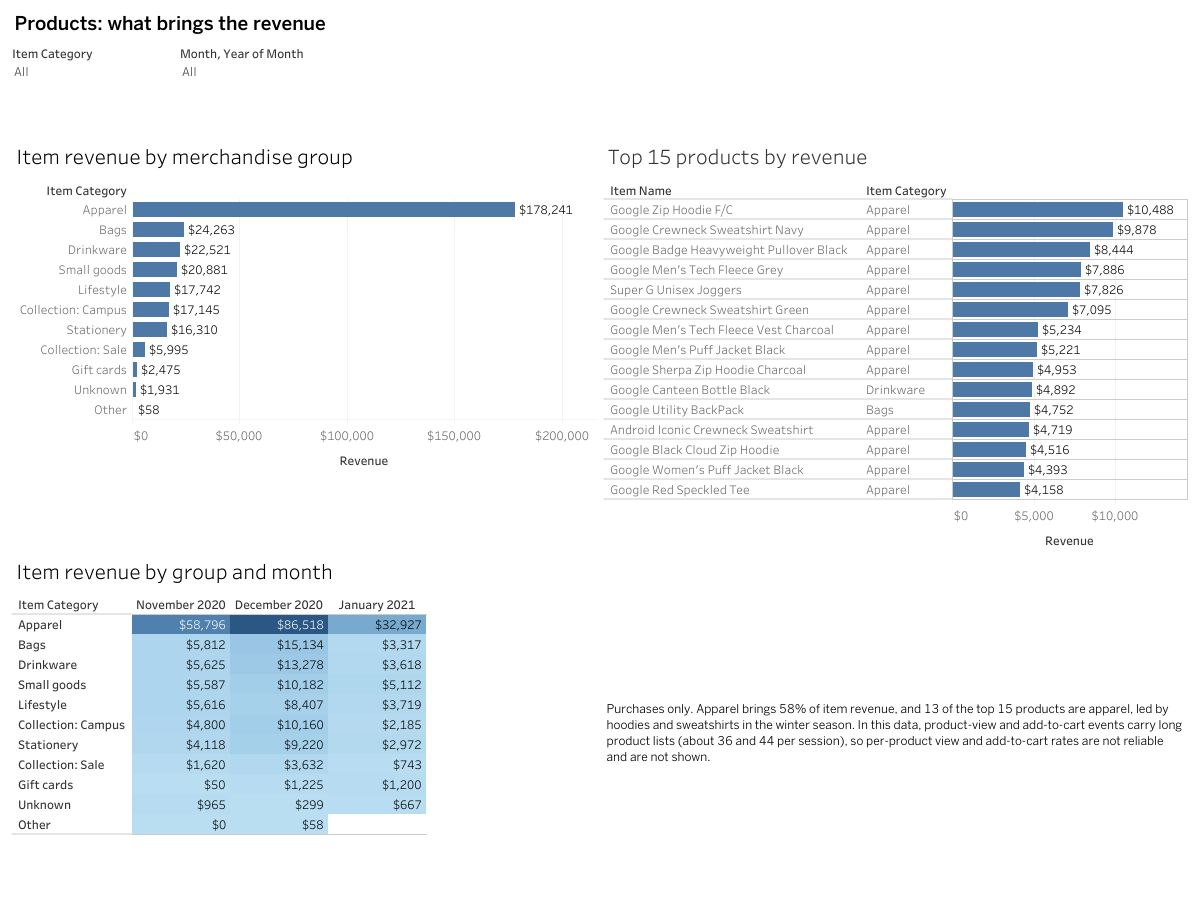 Products: what brings the revenue
Item Category Month, Year of Month
All All
Item revenue by merchandise group
Item Category
Apparel $178,241
Bags $24,263
Drinkware $22,521
Small goods $20,881
Lifestyle $17,742
Collection: Campus $17,145
Stationery $16,310
Collection: Sale $5,995
Gift cards $2,475
Unknown $1,931
Other $58
$0 $50,000 $100,000 $150,000 $200,000
Revenue
Top 15 products by revenue
Item Name Item Category
Google Zip Hoodie F/C Apparel $10,488
Google Crewneck Sweatshirt Navy Apparel $9,878
Google Badge Heavyweight Pullover Black Apparel $8,444
Google Men's Tech Fleece Grey Apparel $7,886
Super G Unisex Joggers Apparel $7,826
Google Crewneck Sweatshirt Green Apparel $7,095
Google Men's Tech Fleece Vest Charcoal Apparel $5,234
Google Men's Puff Jacket Black Apparel $5,221
Google Sherpa Zip Hoodie Charcoal Apparel $4,953
Google Canteen Bottle Black Drinkware $4,892
Google Utility BackPack Bags $4,752
Android Iconic Crewneck Sweatshirt Apparel $4,719
Google Black Cloud Zip Hoodie Apparel $4,516
Google Women's Puff Jacket Black Apparel $4,393
Google Red Speckled Tee Apparel $4,158
$0 $5,000 $10,000
Revenue
Item revenue by group and month
Item Category November 2020 December 2020 January 2021
Apparel $58,796 $86,518 $32,927
Bags $5,812 $15,134 $3,317
Drinkware $5,625 $13,278 $3,618
Small goods $5,587 $10,182 $5,112
Lifestyle $5,616 $8,407 $3,719
Collection: Campus $4,800 $10,160 $2,185
Stationery $4,118 $9,220 $2,972
Collection: Sale $1,620 $3,632 $743
Gift cards $50 $1,225 $1,200
Unknown $965 $299 $667
Other $0 $58
Purchases only. Apparel brings 58% of item revenue, and 13 of the top 15 products are apparel, led by
hoodies and sweatshirts in the winter season. In this data, product-view and add-to-cart events carry long
product lists (about 36 and 44 per session), so per-product view and add-to-cart rates are not reliable
and are not shown.